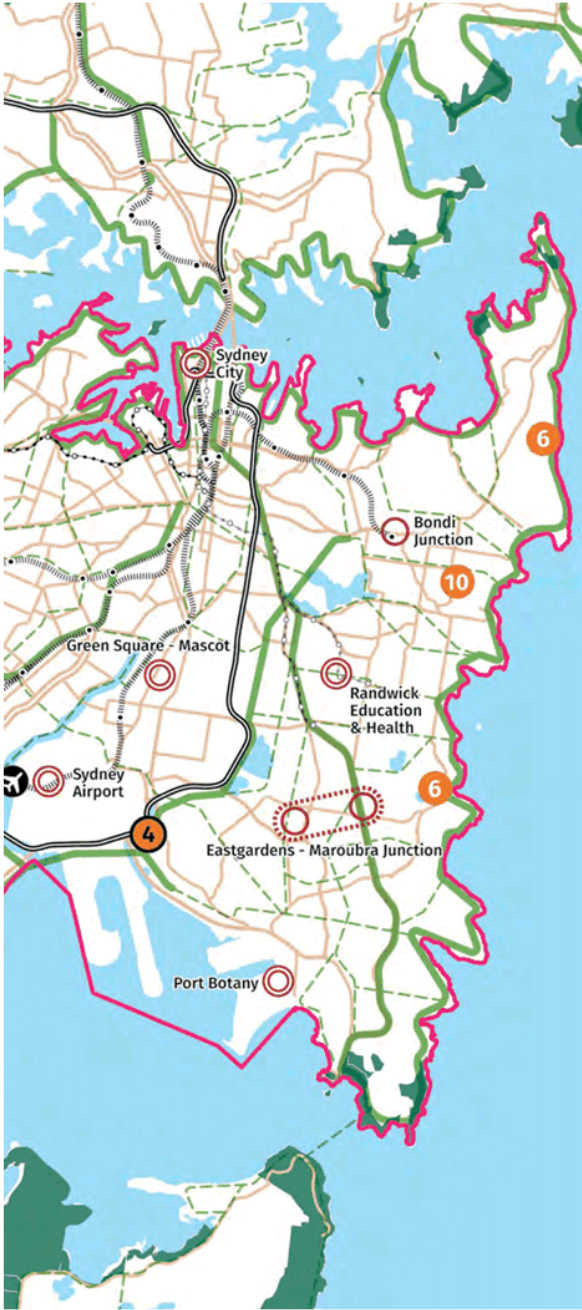 Sydney
City
6
Bondi
Junction
10
Green Square - Mascot
Randwick
Education
& Health
Sydney
Airport
6
4
Eastgardens - Maroubra Junction
Port Botany